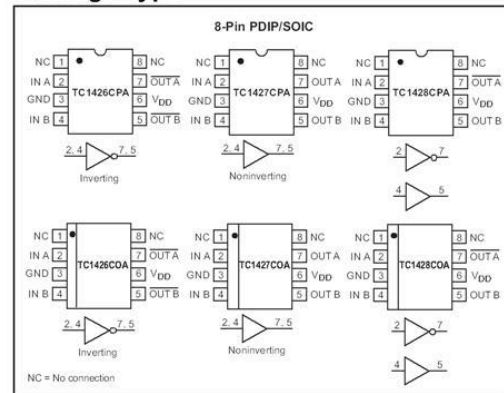 8-Pin PDIP/SOIC
NC 1 8 NC
IN A 2 7 OUT A
GND 3 6 VDD
IN B 4 5 OUT B
TC1426CPA
2, 4 7, 5
Inverting
NC 1 8 NC
IN A 2 7 OUT A
GND 3 6 VDD
IN B 4 5 OUT B
TC1427CPA
2, 4 7, 5
Noninverting
NC 1 8 NC
IN A 2 7 OUT A
GND 3 6 VDD
IN B 4 5 OUT B
TC1428CPA
2 7
4 5
NC 1 8 NC
IN A 2 7 OUT A
GND 3 6 VDD
IN B 4 5 OUT B
TC1426COA
2, 4 7, 5
Inverting
NC 1 8 NC
IN A 2 7 OUT A
GND 3 6 VDD
IN B 4 5 OUT B
TC1427COA
2, 4 7, 5
Noninverting
NC 1 8 NC
IN A 2 7 OUT A
GND 3 6 VDD
IN B 4 5 OUT B
TC1428COA
2 7
4 5
NC = No connection